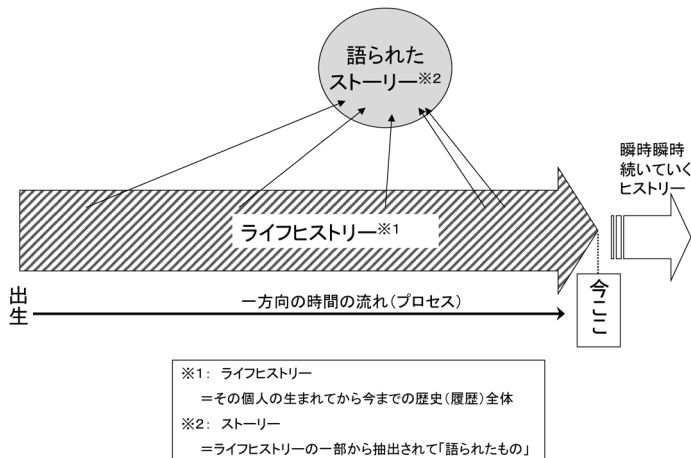 語られた
ストーリー※2
瞬時瞬時
続いていく
ヒストリー
ライフヒストリー※1
出生
一方向の時間の流れ(プロセス)
今ここ
※1: ライフヒストリー
=その個人の生まれてから今までの歴史(履歴)全体
※2: ストーリー
=ライフヒストリーの一部から抽出されて「語られたもの」